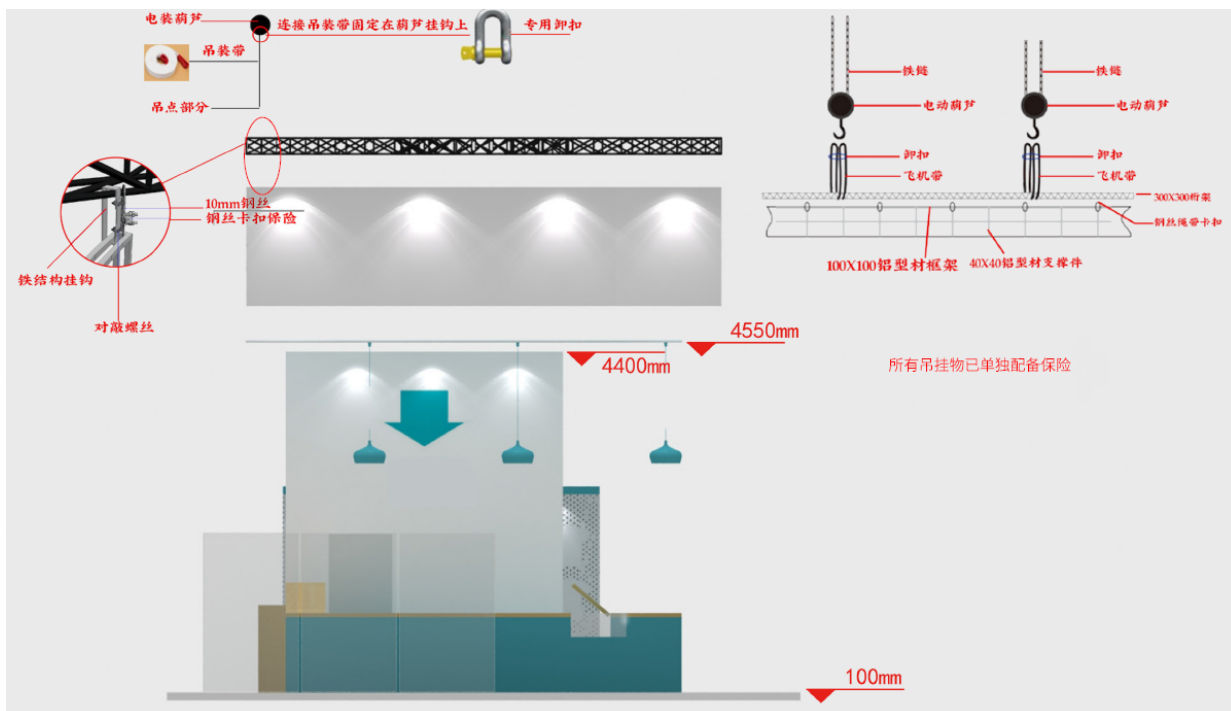 电装葫芦
连接吊装带固定在葫芦挂钩上
专用卸扣
吊装带
吊点部分
10mm钢丝
钢丝卡扣保险
铁结构挂钩
对敲螺丝
铁链
铁链
电动葫芦
电动葫芦
卸扣
卸扣
飞机带
飞机带
300X300桁架
钢丝绳带卡扣
100X100铝型材框架
40X40铝型材支撑件
4550mm
4400mm
所有吊挂物已单独配备保险
100mm